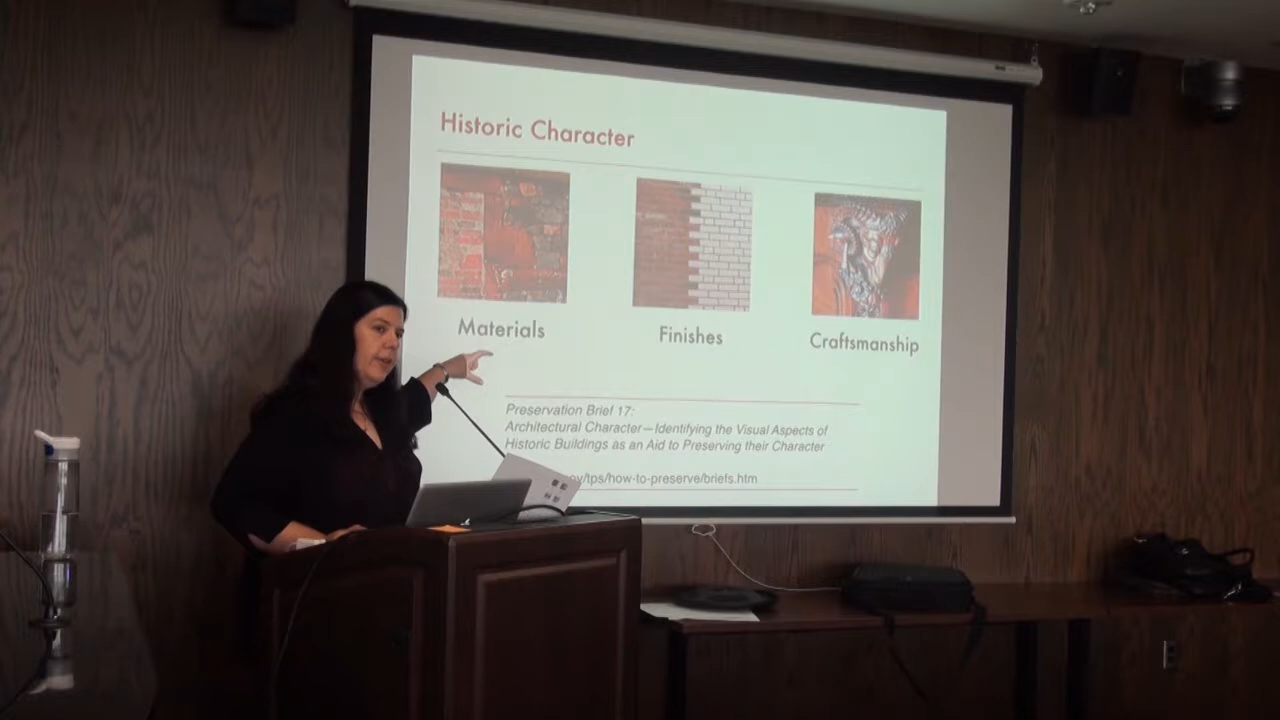 Historic Character
Materials
Finishes
Craftsmanship
Preservation Brief 17:
Architectural Character—Identifying the Visual Aspects of
Historic Buildings as an Aid to Preserving their Character
/tps/how-to-preserve/briefs.htm